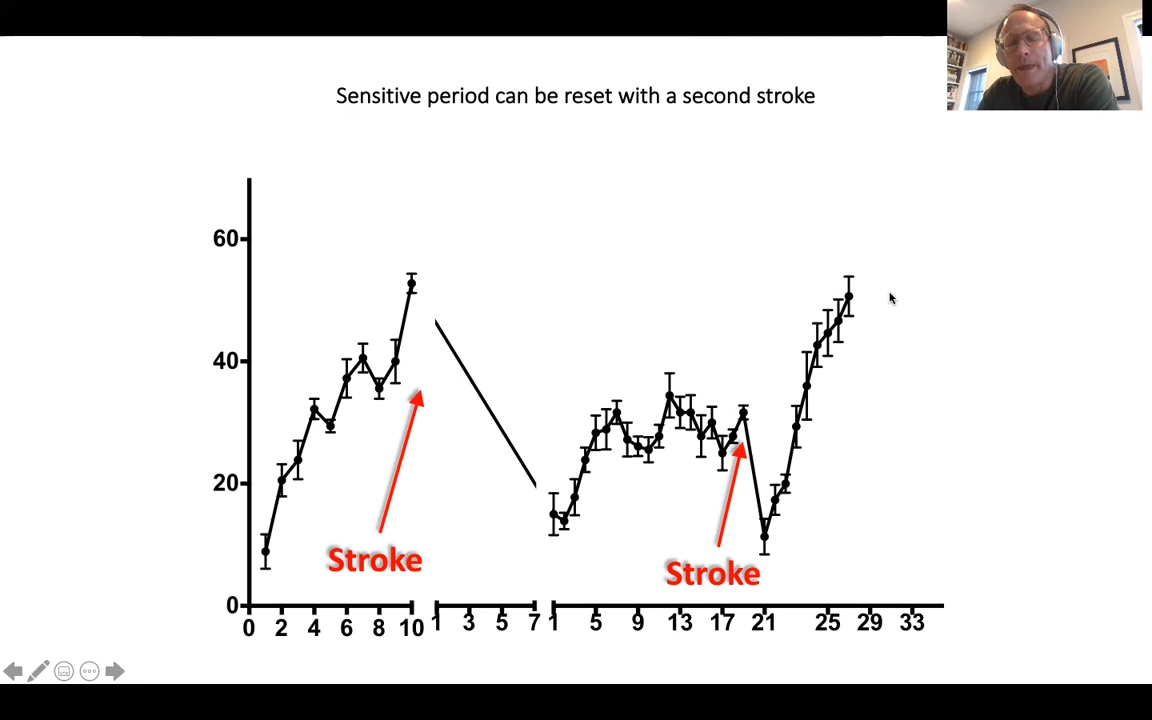 Sensitive period can be reset with a second stroke
60
40
20
0
Stroke
Stroke
0 2 4 6 8 10 1 3 5 7 1 5 9 13 17 21 25 29 33